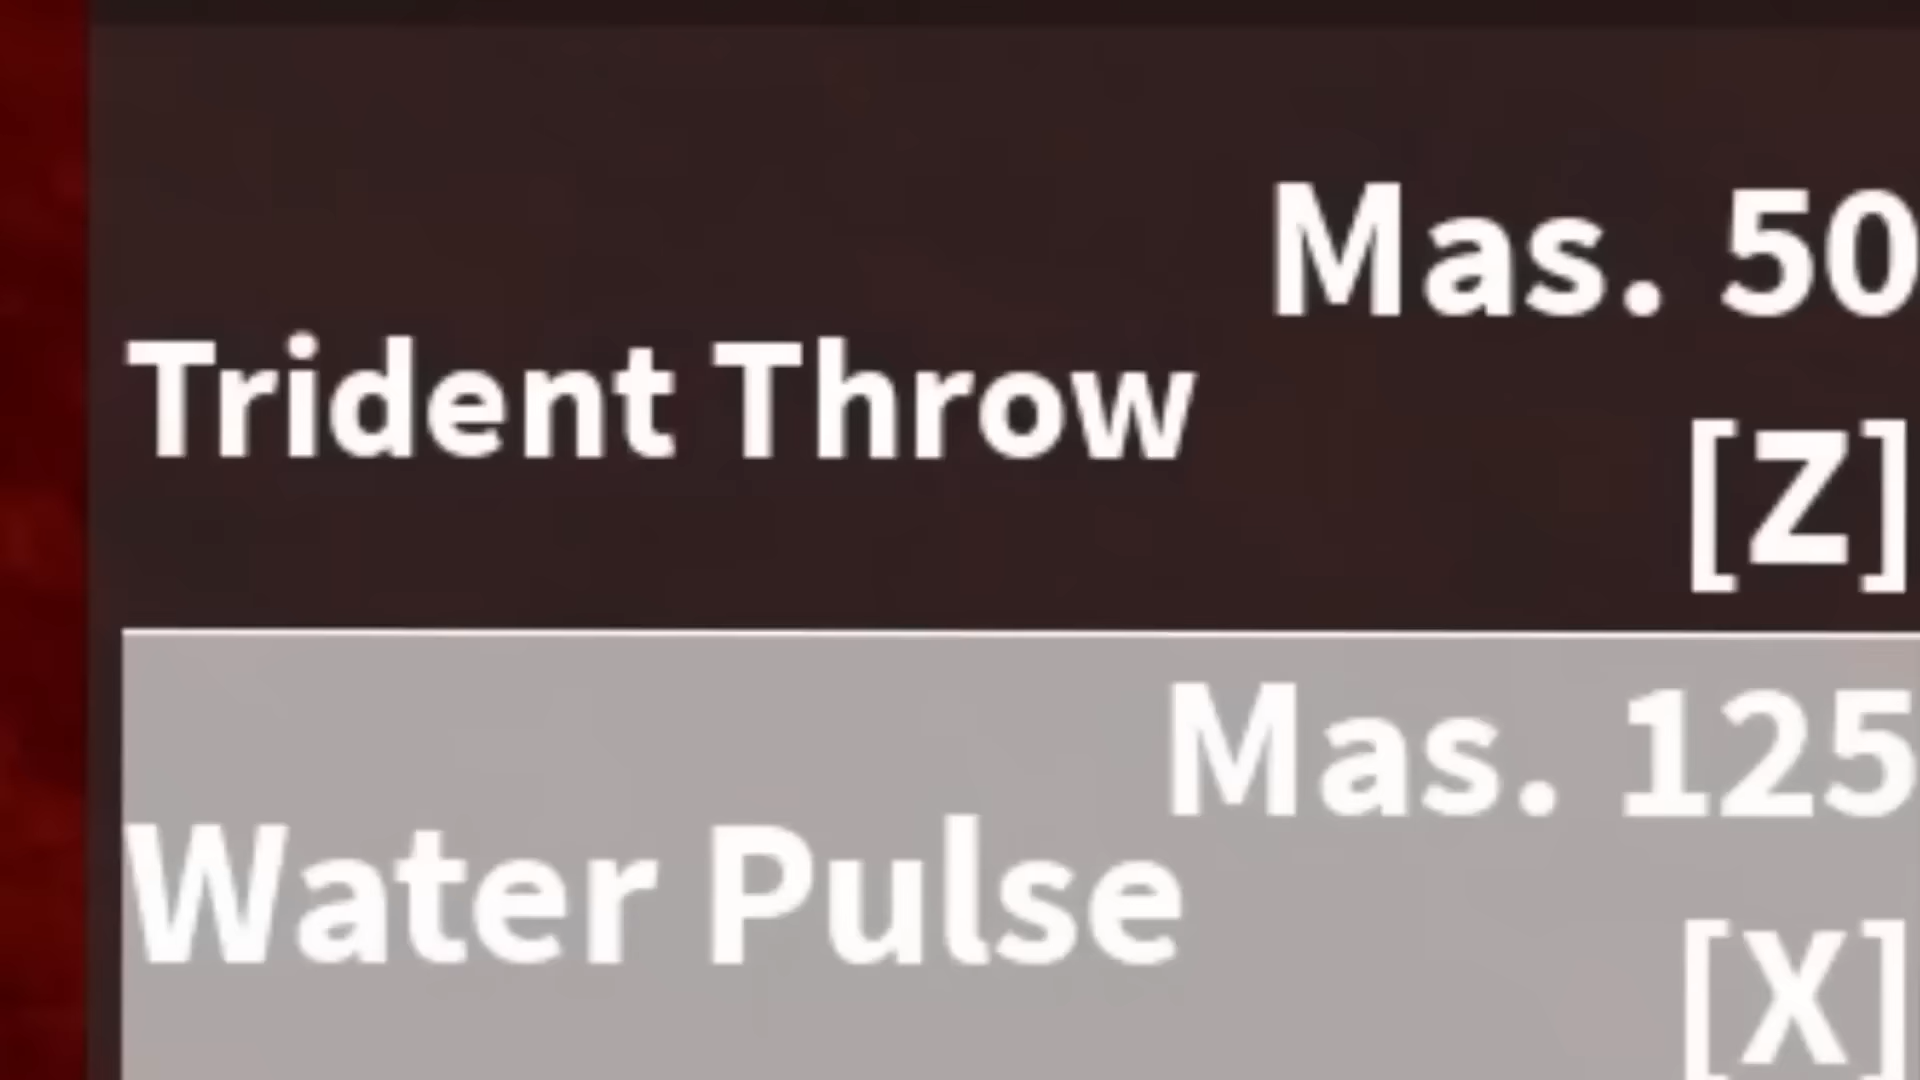 Mas. 50
Trident Throw
[Z]
Mas. 125
Water Pulse
[X]